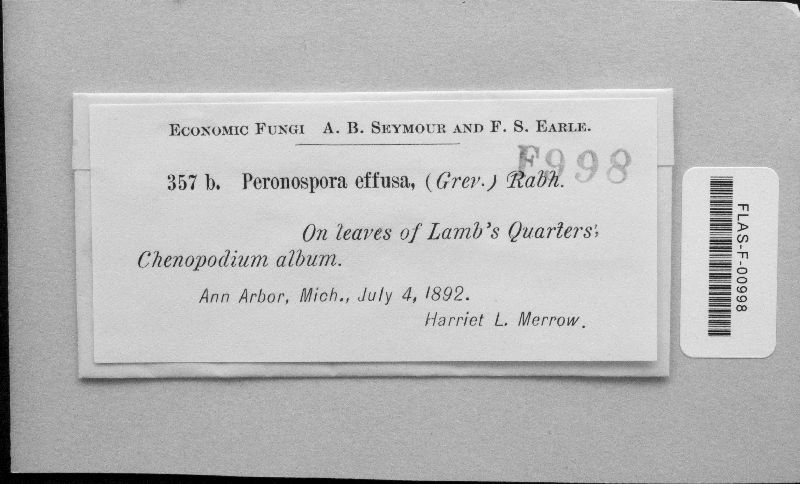 ECONOMIC FUNGI A. B. SEYMOUR AND F. S. EARLE.
F998
357 b. Peronospora effusa, (Grev.) Rabh.
On leaves of Lamb's Quarters',
Chenopodium album.
Ann Arbor, Mich., July 4, 1892.
Harriet L. Merrow.
FLAS-F-00998